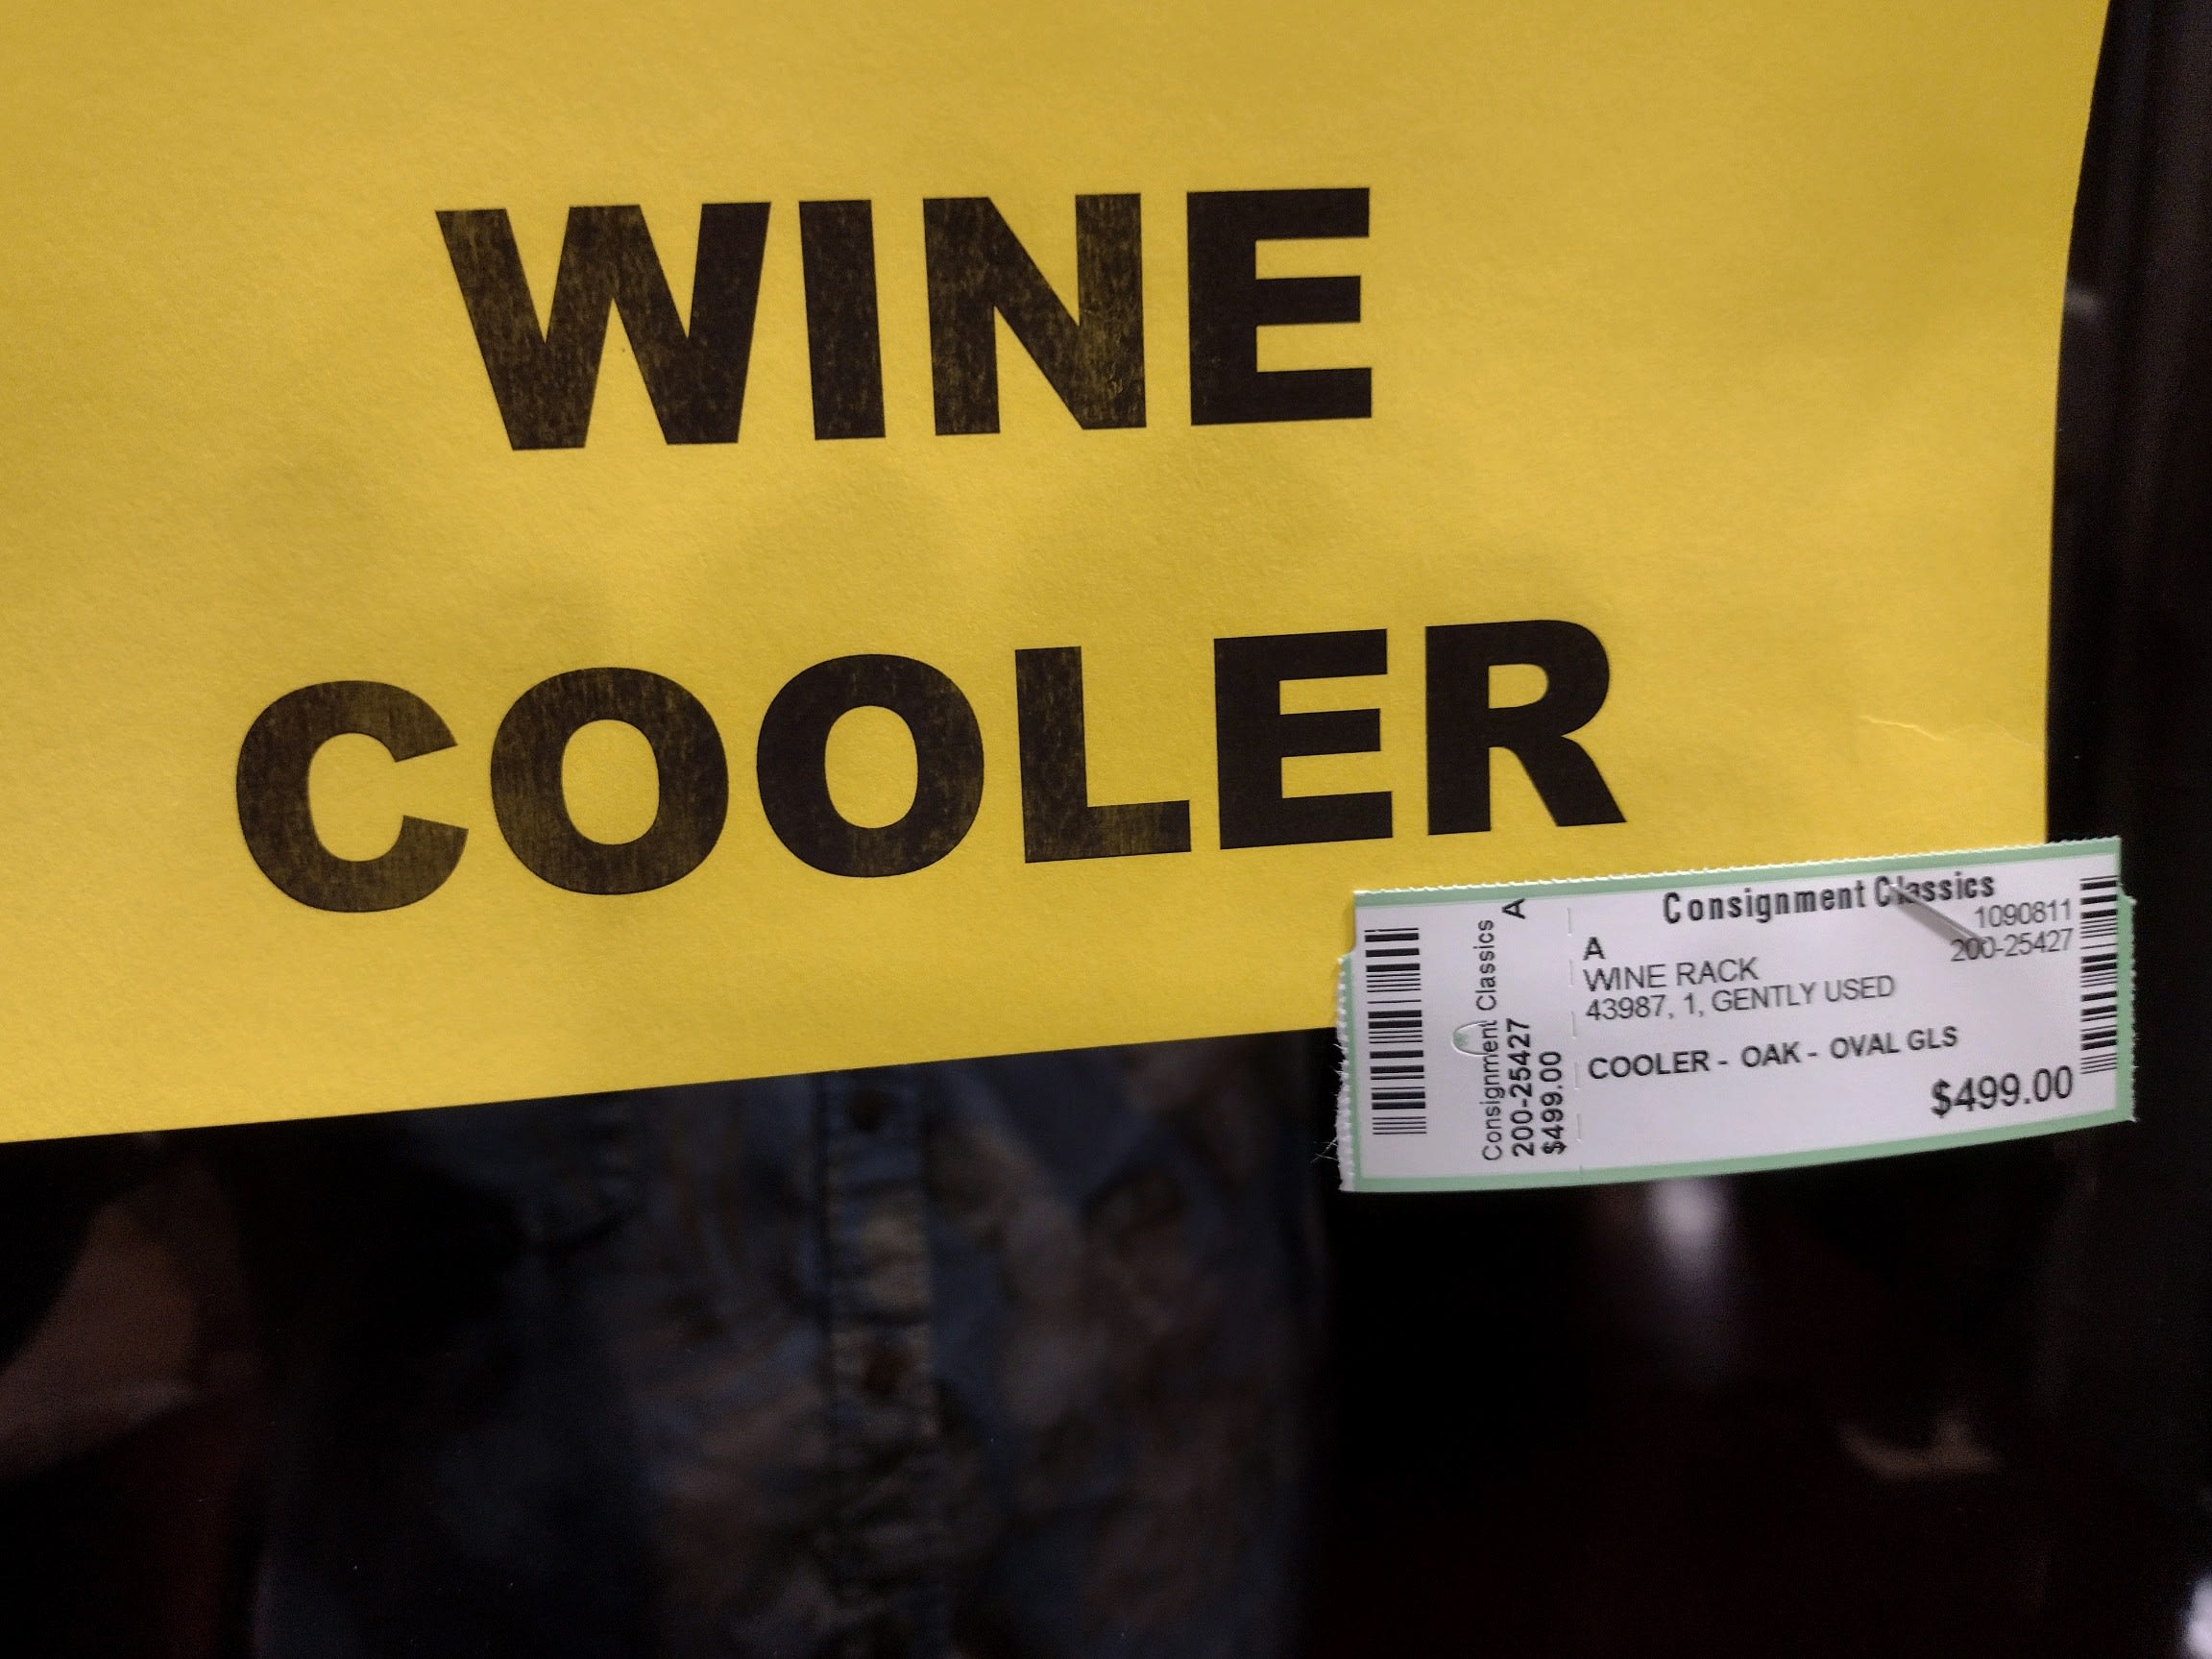 WINE
COOLER
Consignment Classics A
200-25427
$499.00
Consignment Classics
1090811
A
200-25427
WINE RACK
43987, 1, GENTLY USED
COOLER - OAK - OVAL GLS
$499.00